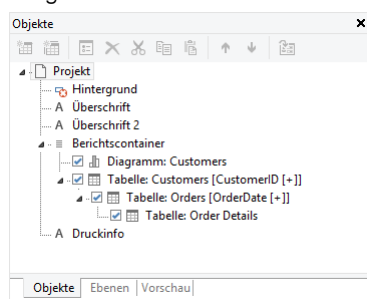 Objekte
Projekt
Hintergrund
A Überschrift
A Überschrift 2
Berichtscontainer
Diagramm: Customers
Tabelle: Customers [CustomerID [+]]
Tabelle: Orders [OrderDate [+]]
Tabelle: Order Details
A Druckinfo
Objekte Ebenen Vorschau